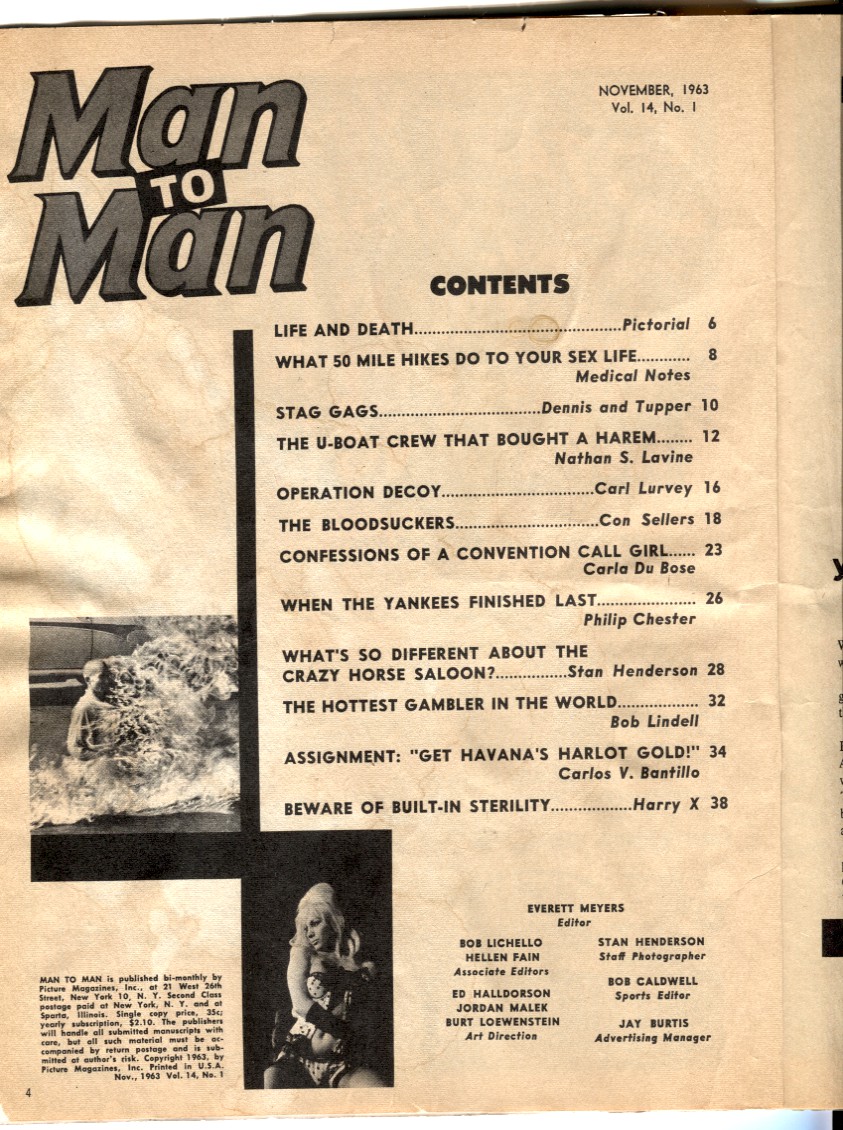 Man
TO
Man
NOVEMBER, 1963
Vol. 14, No. 1
CONTENTS
LIFE AND DEATH..............................................Pictorial 6
WHAT 50 MILE HIKES DO TO YOUR SEX LIFE............ 8
Medical Notes
STAG GAGS....................................Dennis and Tupper 10
THE U-BOAT CREW THAT BOUGHT A HAREM........ 12
Nathan S. Lavine
OPERATION DECOY..................................Carl Lurvey 16
THE BLOODSUCKERS................................Con Sellers 18
CONFESSIONS OF A CONVENTION CALL GIRL...... 23
Carla Du Bose
WHEN THE YANKEES FINISHED LAST...................... 26
Philip Chester
WHAT'S SO DIFFERENT ABOUT THE
CRAZY HORSE SALOON?................Stan Henderson 28
THE HOTTEST GAMBLER IN THE WORLD.................. 32
Bob Lindell
ASSIGNMENT: "GET HAVANA'S HARLOT GOLD!" 34
Carlos V. Bantillo
BEWARE OF BUILT-IN STERILITY..................Harry X 38
EVERETT MEYERS
Editor
BOB LICHELLO
HELLEN FAIN
Associate Editors
ED HALLDORSON
JORDAN MALEK
BURT LOEWENSTEIN
Art Direction
STAN HENDERSON
Staff Photographer
BOB CALDWELL
Sports Editor
JAY BURTIS
Advertising Manager
MAN TO MAN is published bi-monthly by
Picture Magazines, Inc., at 21 West 26th
Street, New York 10, N. Y. Second Class
postage paid at New York, N. Y. and at
Sparta, Illinois. Single copy price, 35c;
yearly subscription, $2.10. The publishers
will handle all submitted manuscripts with
care, but all such material must be ac-
companied by return postage and is sub-
mitted at author's risk. Copyright 1963, by
Picture Magazines, Inc. Printed in U.S.A.
Nov., 1963 Vol. 14, No. 1
4